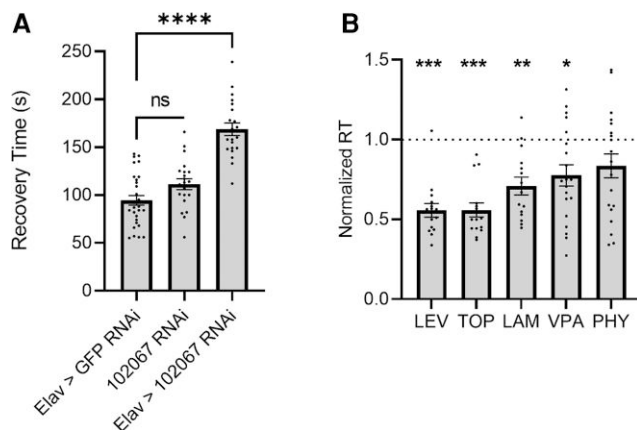 A
****
ns
Recovery Time (s)
250
200
150
100
50
0
Elav > GFP RNAi
102067 RNAi
Elav > 102067 RNAi
B
*** *** ** *
Normalized RT
1.5
1.0
0.5
0.0
LEV TOP LAM VPA PHY